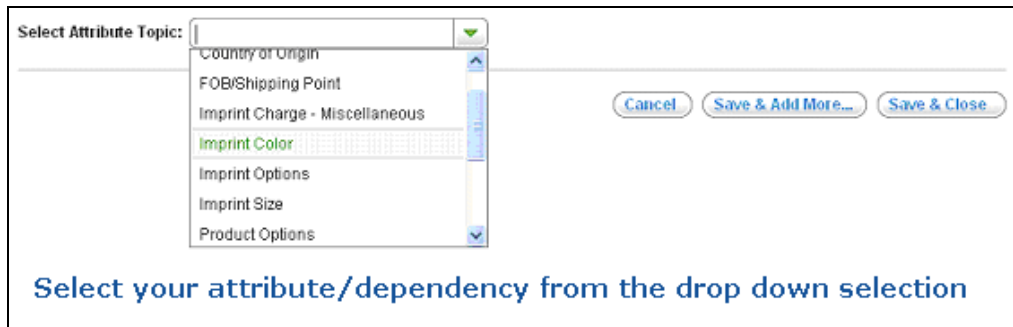 Select Attribute Topic:
Country of Origin
FOB/Shipping Point
Imprint Charge - Miscellaneous
Imprint Color
Imprint Options
Imprint Size
Product Options
Cancel Save & Add More... Save & Close
Select your attribute/dependency from the drop down selection